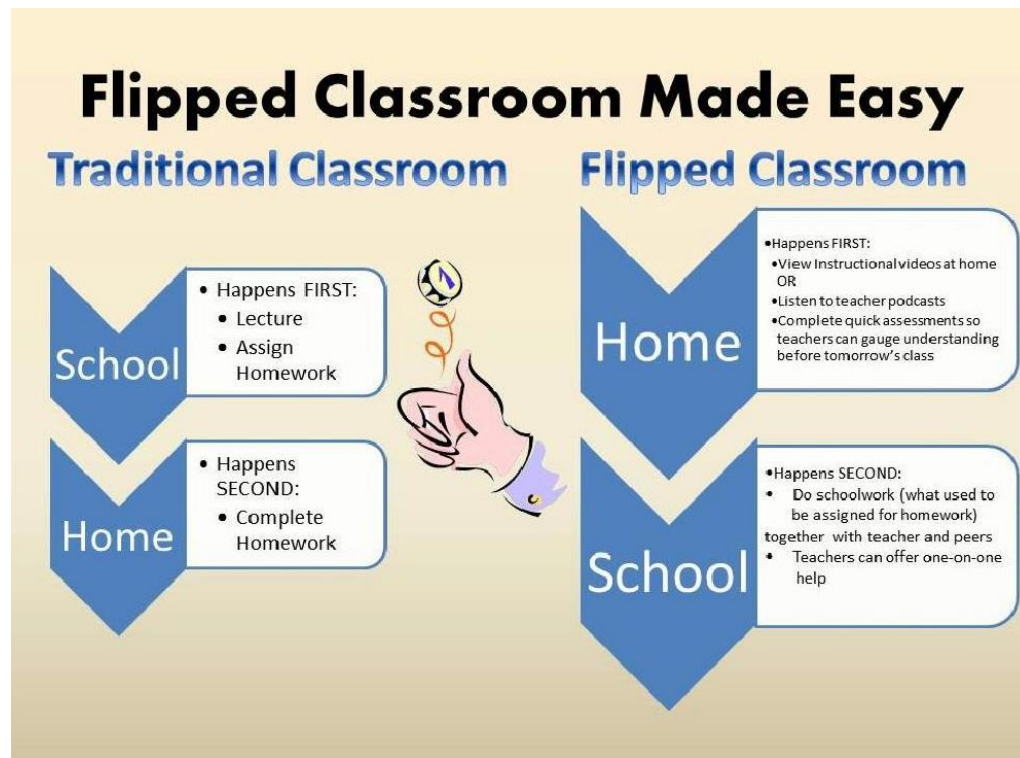 Flipped Classroom Made Easy
Traditional Classroom
School
• Happens FIRST:
• Lecture
• Assign
Homework
Home
• Happens
SECOND:
• Complete
Homework
Flipped Classroom
Home
•Happens FIRST:
•View Instructional videos at home
OR
•Listen to teacher podcasts
•Complete quick assessments so
teachers can gauge understanding
before tomorrow's class
School
•Happens SECOND:
• Do schoolwork (what used to
be assigned for homework)
together with teacher and peers
• Teachers can offer one-on-one
help